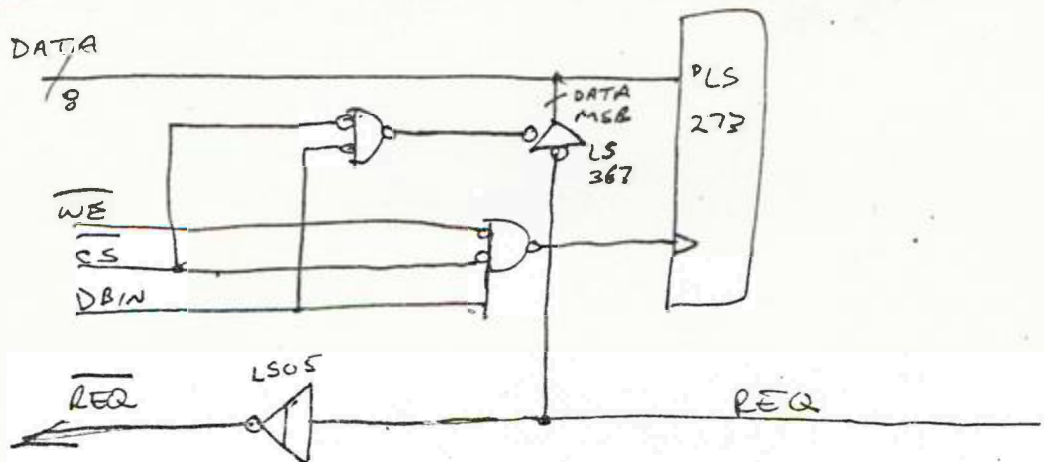 DATA
8
DATA
MSB
LS
367
D LS
273
WE
CS
DBIN
LS05
REQ
REQ